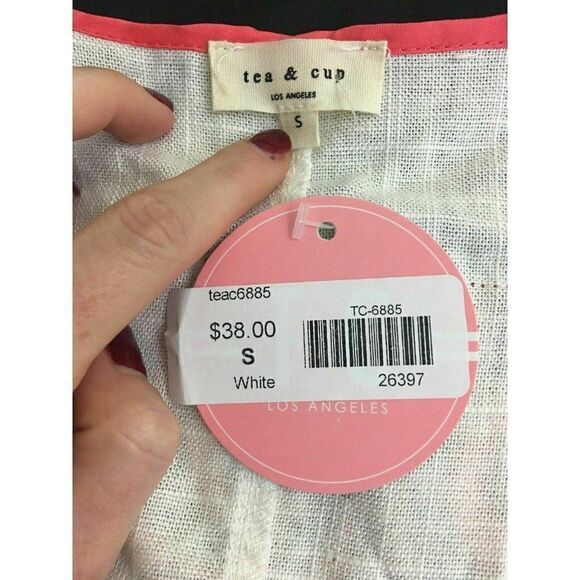 tea & cup
LOS ANGELES
S
teac6885
$38.00
S
White
TC-6885
26397
LOS ANGELES